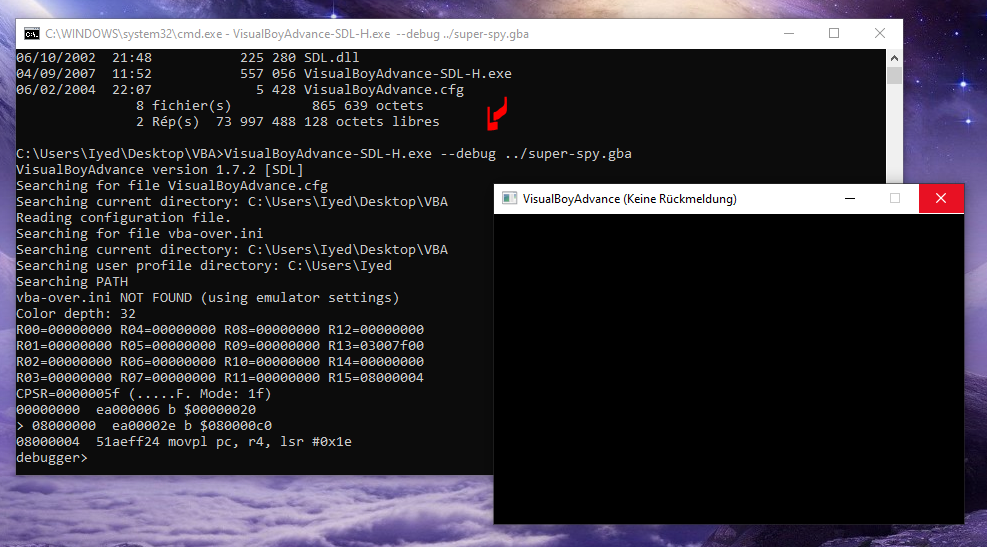 C:\WINDOWS\system32\cmd.exe - VisualBoyAdvance-SDL-H.exe --debug ../super-spy.gba
06/10/2002  21:48           225 280 SDL.dll
04/09/2007  11:52           557 056 VisualBoyAdvance-SDL-H.exe
06/02/2004  22:07             5 428 VisualBoyAdvance.cfg
               8 fichier(s)          865 639 octets
               2 Rép(s)  73 997 488 128 octets libres
C:\Users\Iyed\Desktop\VBA>VisualBoyAdvance-SDL-H.exe --debug ../super-spy.gba
VisualBoyAdvance version 1.7.2 [SDL]
Searching for file VisualBoyAdvance.cfg
Searching current directory: C:\Users\Iyed\Desktop\VBA
Reading configuration file.
Searching for file vba-over.ini
Searching current directory: C:\Users\Iyed\Desktop\VBA
Searching user profile directory: C:\Users\Iyed
Searching PATH
vba-over.ini NOT FOUND (using emulator settings)
Color depth: 32
R00=00000000 R04=00000000 R08=00000000 R12=00000000
R01=00000000 R05=00000000 R09=00000000 R13=03007f00
R02=00000000 R06=00000000 R10=00000000 R14=00000000
R03=00000000 R07=00000000 R11=00000000 R15=08000004
CPSR=0000005f (.....F. Mode: 1f)
00000000  ea000006 b $00000020
> 08000000  ea00002e b $080000c0
08000004  51aeff24 movpl pc, r4, lsr #0x1e
debugger>
VisualBoyAdvance (Keine Rückmeldung)